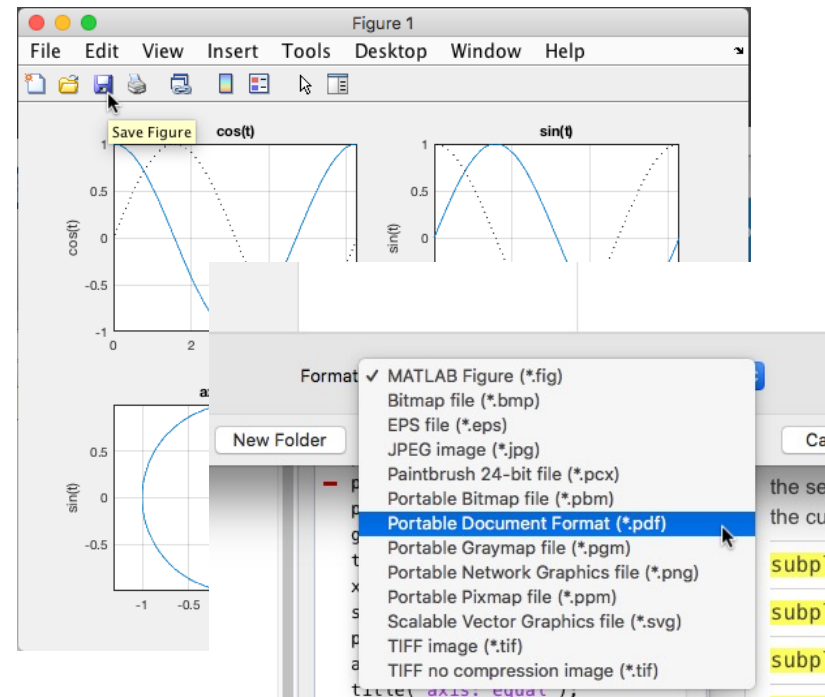 Figure 1
File Edit View Insert Tools Desktop Window Help
Save Figure
cos(t)
sin(t)
1
0.5
0
-0.5
-1
cos(t)
0
2
1
0.5
0
sin(t)
0.5
0
-0.5
sin(t)
-1
-0.5
Format
✓ MATLAB Figure (*.fig)
Bitmap file (*.bmp)
EPS file (*.eps)
JPEG image (*.jpg)
Paintbrush 24-bit file (*.pcx)
Portable Bitmap file (*.pbm)
Portable Document Format (*.pdf)
Portable Graymap file (*.pgm)
Portable Network Graphics file (*.png)
Portable Pixmap file (*.ppm)
Scalable Vector Graphics file (*.svg)
TIFF image (*.tif)
TIFF no compression image (*.tif)
New Folder
Ca
the se
the cu
subp
subp
subp
title('axis: equal');